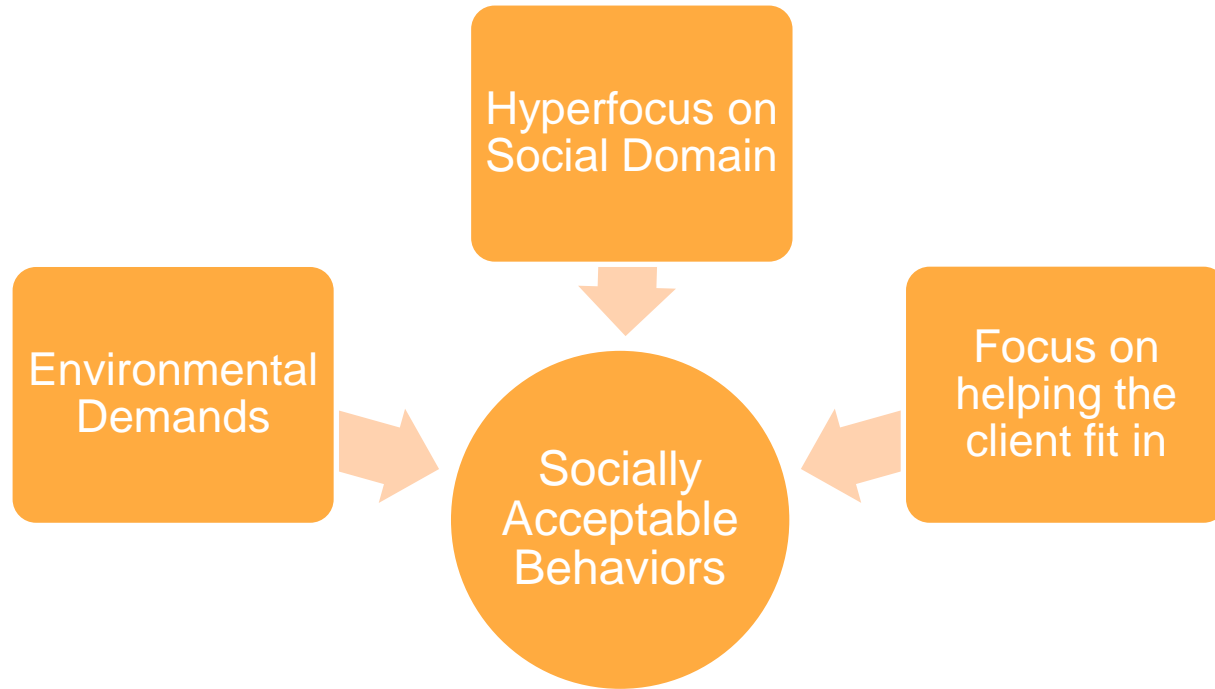 Hyperfocus on
Social Domain
Environmental
Demands
Focus on
helping the
client fit in
Socially
Acceptable
Behaviors